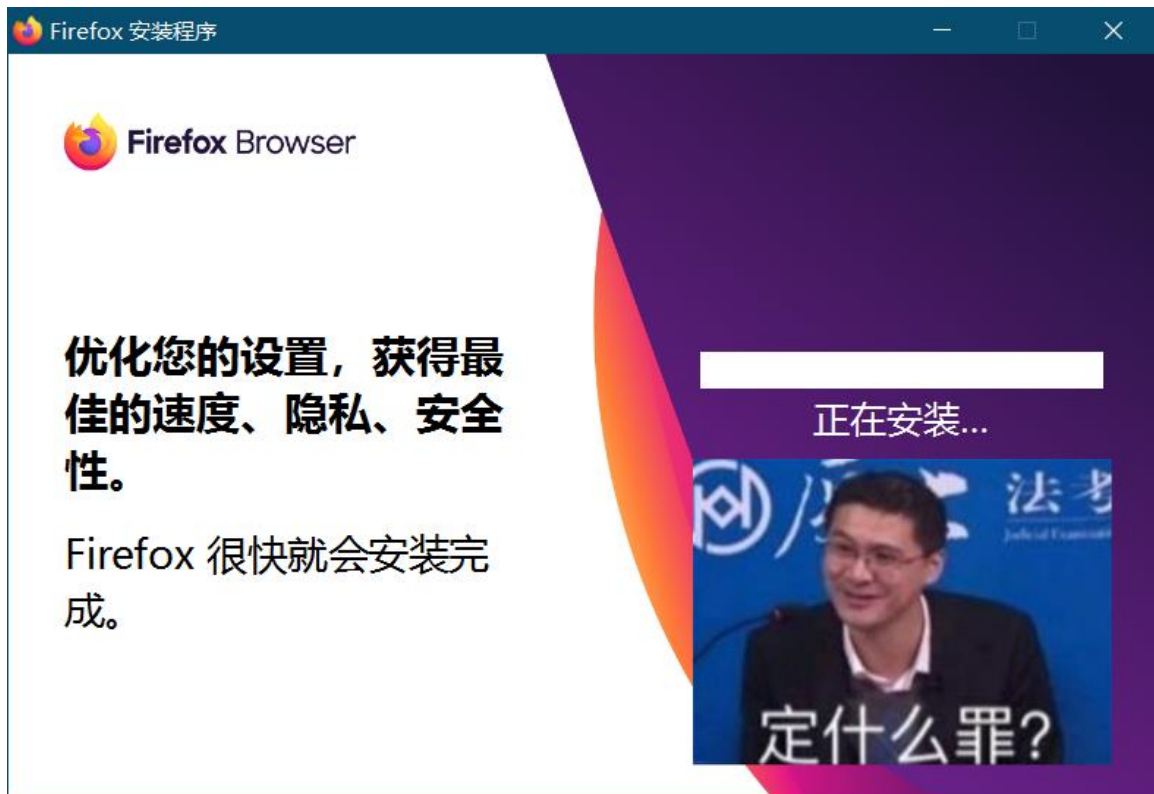 Firefox 安装程序
Firefox Browser
优化您的设置，获得最
佳的速度、隐私、安全
性。
Firefox 很快就会安装完
成。
正在安装...
法考
定什么罪?